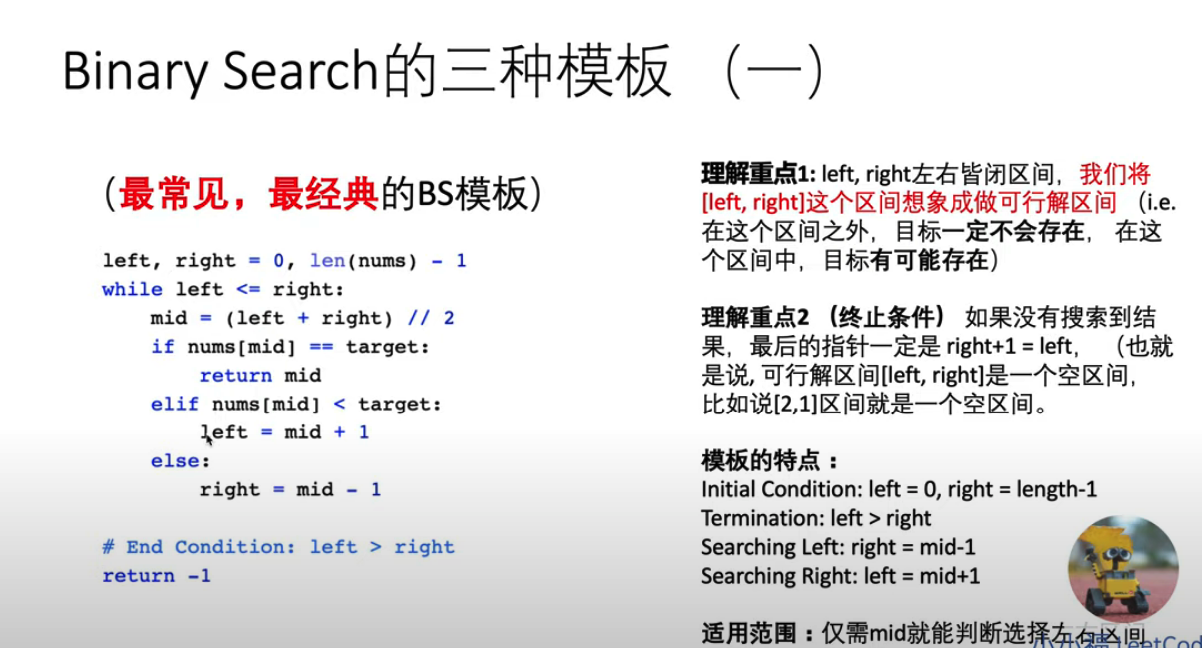 Binary Search的三种模板 （一）
（最常见，最经典的BS模板）
left, right = 0, len(nums) - 1
while left <= right:
    mid = (left + right) // 2
    if nums[mid] == target:
        return mid
    elif nums[mid] < target:
        left = mid + 1
    else:
        right = mid - 1
# End Condition: left > right
return -1
理解重点1: left, right左右皆闭区间，我们将
[left, right]这个区间想象成做可行解区间 （i.e.
在这个区间之外，目标一定不会存在， 在这
个区间中，目标有可能存在）
理解重点2 （终止条件） 如果没有搜索到结
果，最后的指针一定是 right+1 = left， （也就
是说, 可行解区间[left, right]是一个空区间，
比如说[2,1]区间就是一个空区间。
模板的特点：
Initial Condition: left = 0, right = length-1
Termination: left > right
Searching Left: right = mid-1
Searching Right: left = mid+1
适用范围：仅需mid就能判断选择左右区间